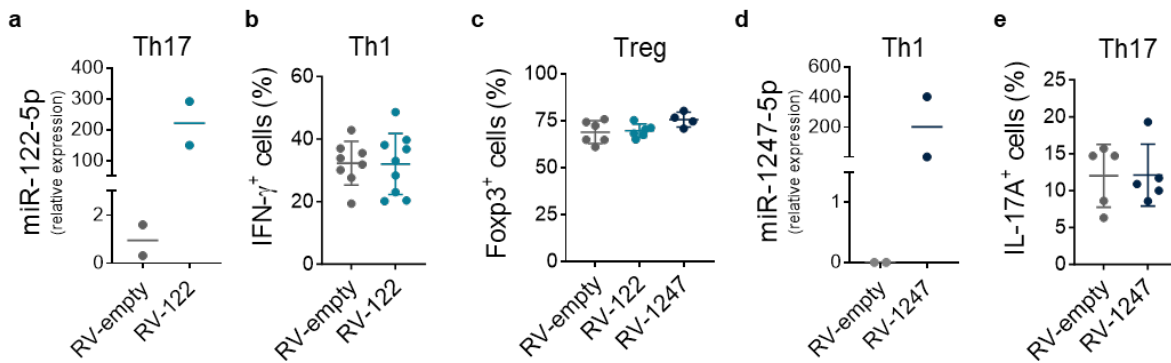 a
Th17
miR-122-5p
(relative expression)
400
300
200
100
2
1
0
RV-empty
RV-122
b
Th1
IFN-γ+ cells (%)
60
40
20
0
RV-empty
RV-122
c
Treg
Foxp3+ cells (%)
100
75
50
25
0
RV-empty
RV-122
RV-1247
d
Th1
miR-1247-5p
(relative expression)
600
400
200
1
0
RV-empty
RV-1247
e
Th17
IL-17A+ cells (%)
25
20
15
10
5
0
RV-empty
RV-1247